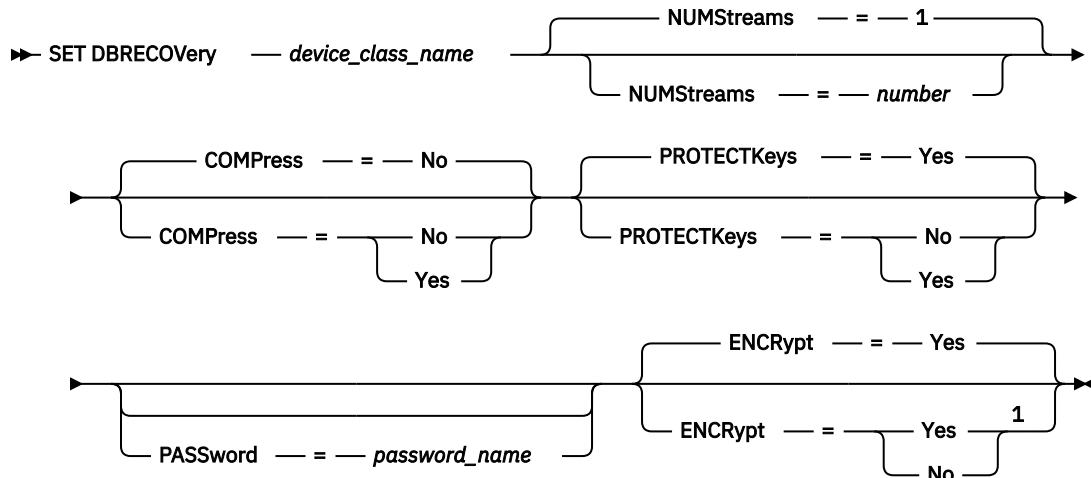 NUMStreams = 1
SET DBRECOVery device_class_name
NUMStreams = number
COMPress = No PROTECTKeys = Yes
COMPress = No PROTECTKeys = No
Yes Yes
ENCRypt = Yes
1
ENCRypt = Yes
PASSword = password_name
No